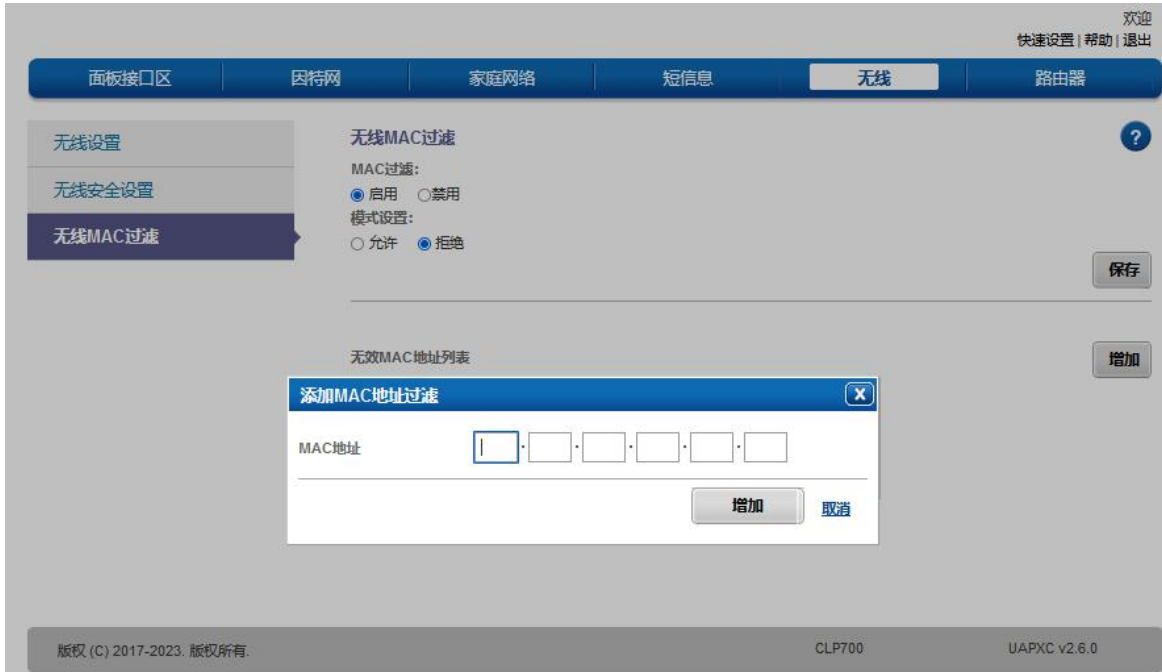 欢迎
快速设置 | 帮助 | 退出
面板接口区 因特网 家庭网络 短信息 无线 路由器
无线设置
无线安全设置
无线MAC过滤
无线MAC过滤
?
MAC过滤:
启用 禁用
模式设置:
允许 拒绝
保存
无效MAC地址列表
增加
添加MAC地址过滤
X
MAC地址 . . . . .
增加 取消
版权 (C) 2017-2023. 版权所有. CLP700 UAPXC v2.6.0